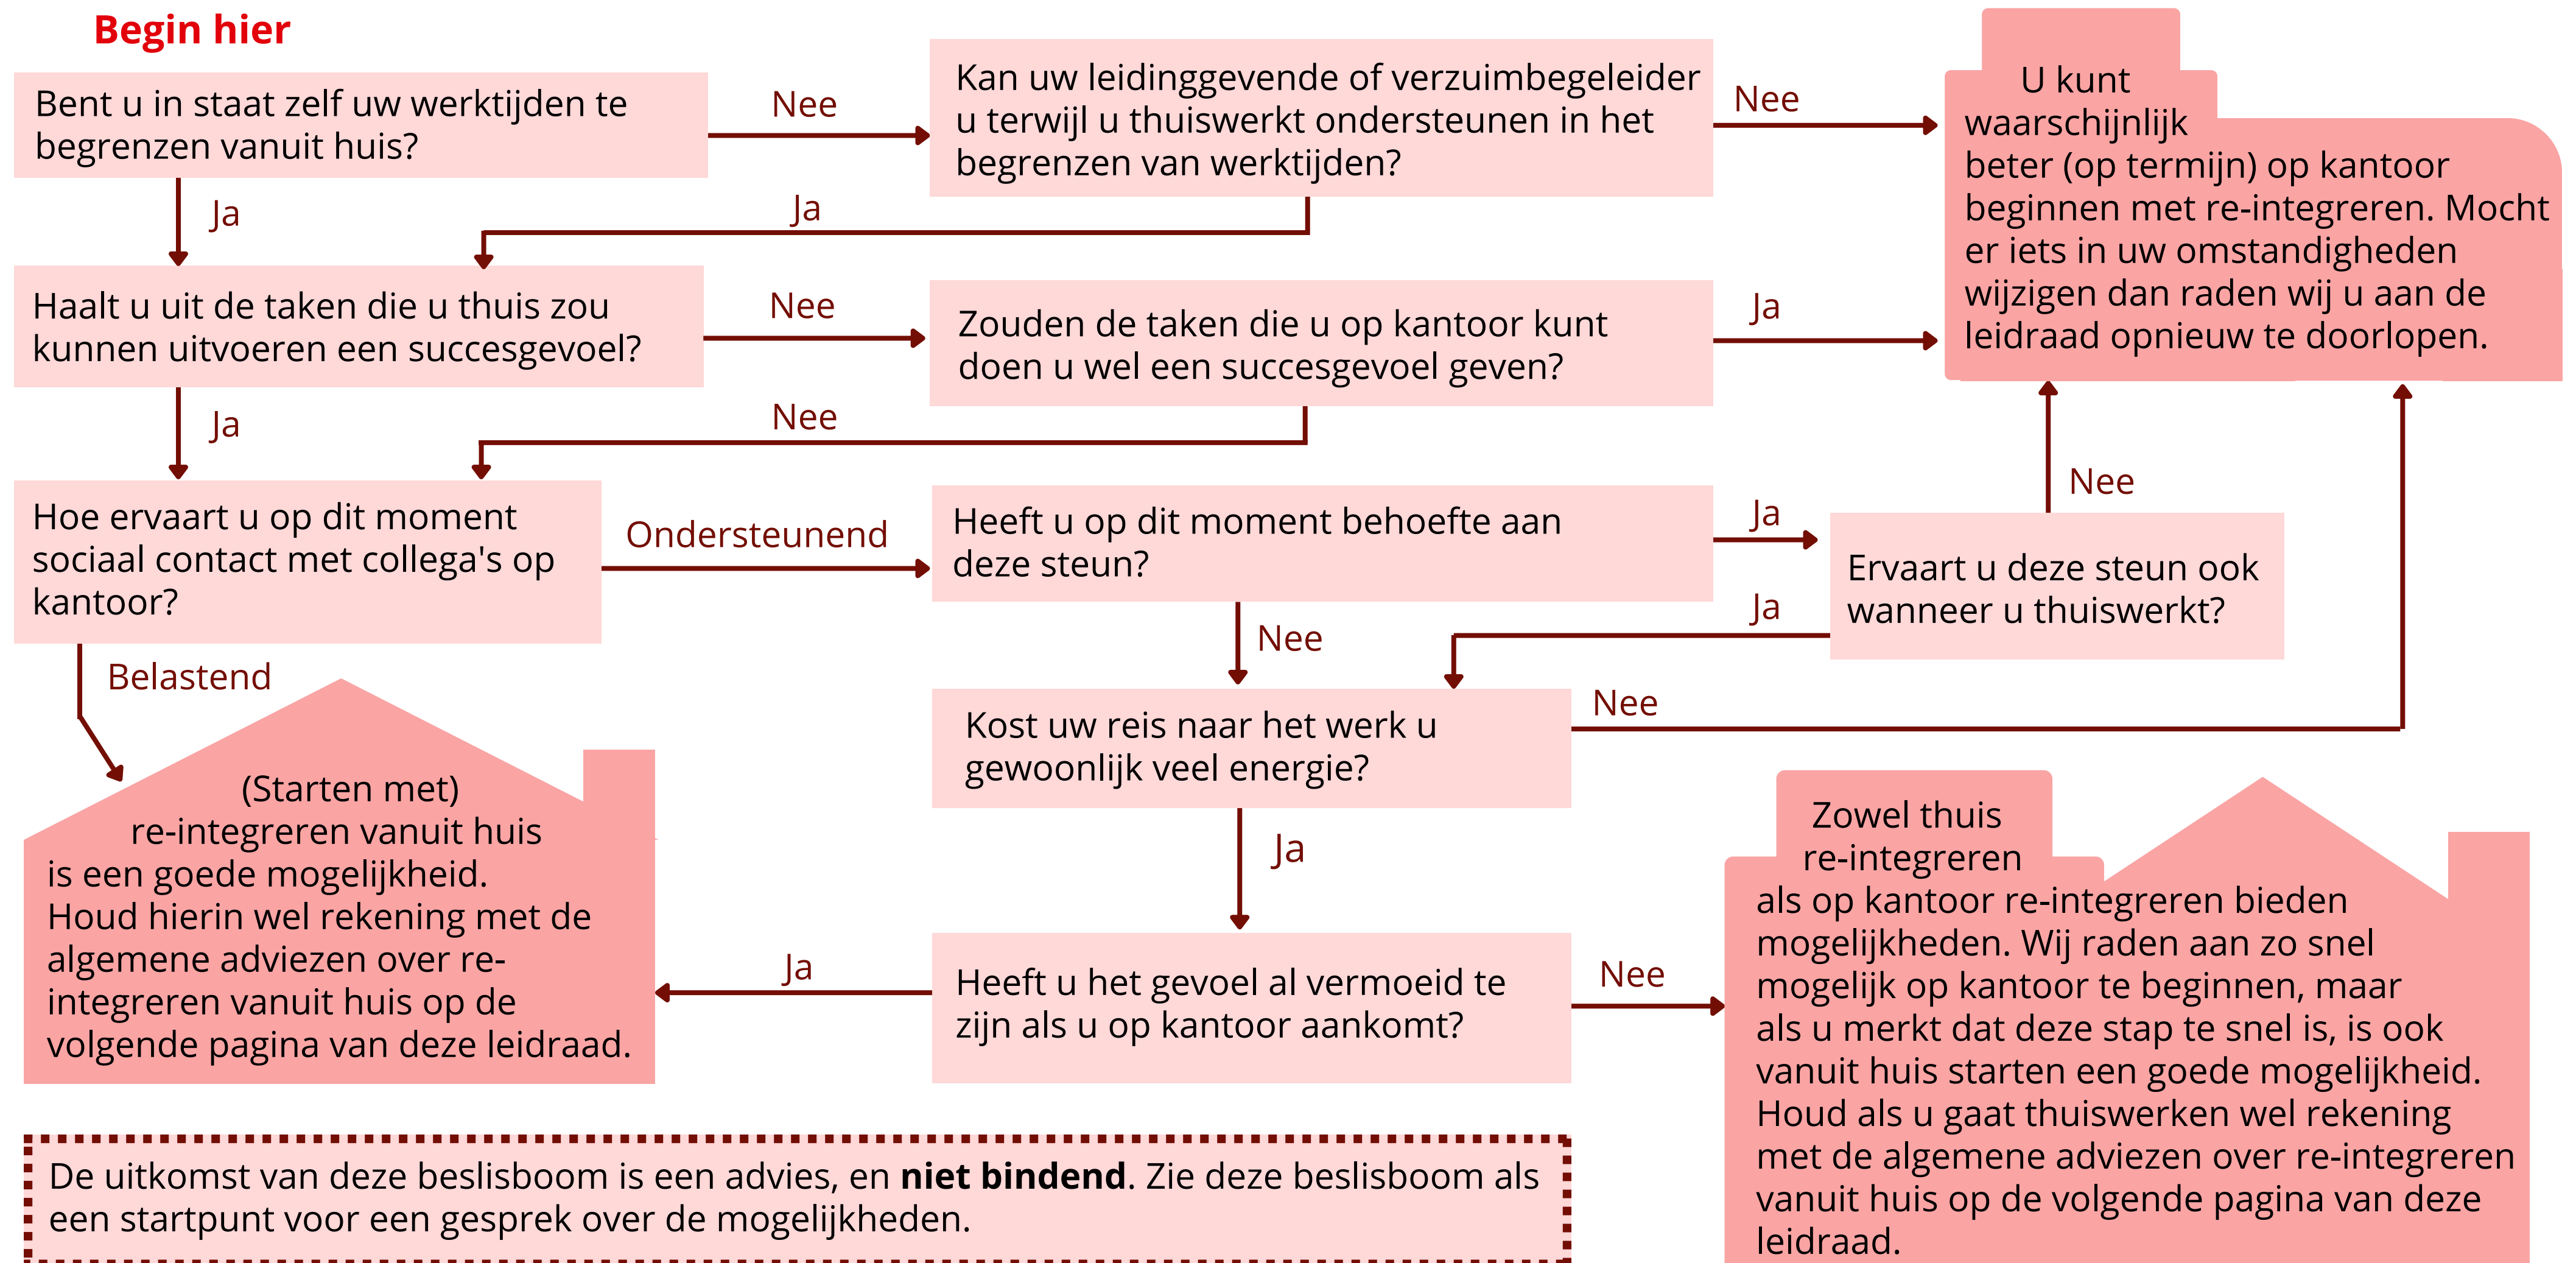 Begin hier
Bent u in staat zelf uw werktijden te
begrenzen vanuit huis?
Nee
Kan uw leidinggevende of verzuimbegeleider
u terwijl u thuiswerkt ondersteunen in het
begrenzen van werktijden?
Nee
U kunt
waarschijnlijk
beter (op termijn) op kantoor
beginnen met re-integreren. Mocht
er iets in uw omstandigheden
wijzigen dan raden wij u aan de
leidraad opnieuw te doorlopen.
Ja
Ja
Haalt u uit de taken die u thuis zou
kunnen uitvoeren een succesgevoel?
Nee
Zouden de taken die u op kantoor kunt
doen u wel een succesgevoel geven?
Ja
Ja
Nee
Hoe ervaart u op dit moment
sociaal contact met collega's op
kantoor?
Ondersteunend
Heeft u op dit moment behoefte aan
deze steun?
Ja
Nee
Ervaart u deze steun ook
wanneer u thuiswerkt?
Ja
Nee
Belastend
Kost uw reis naar het werk u
gewoonlijk veel energie?
Nee
Ja
(Starten met)
re-integreren vanuit huis
is een goede mogelijkheid.
Houd hierin wel rekening met de
algemene adviezen over re-
integreren vanuit huis op de
volgende pagina van deze leidraad.
Ja
Heeft u het gevoel al vermoeid te
zijn als u op kantoor aankomt?
Nee
Zowel thuis
re-integreren
als op kantoor re-integreren bieden
mogelijkheden. Wij raden aan zo snel
mogelijk op kantoor te beginnen, maar
als u merkt dat deze stap te snel is, is ook
vanuit huis starten een goede mogelijkheid.
Houd als u gaat thuiswerken wel rekening
met de algemene adviezen over re-integreren
vanuit huis op de volgende pagina van deze
leidraad.
De uitkomst van deze beslisboom is een advies, en niet bindend. Zie deze beslisboom als
een startpunt voor een gesprek over de mogelijkheden.